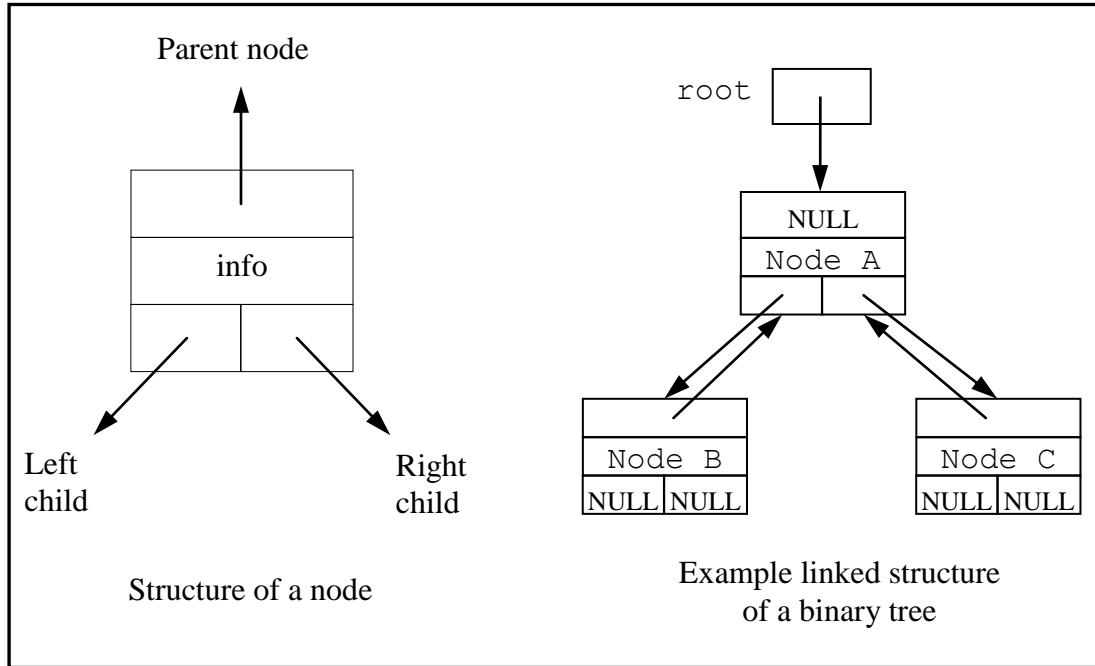 Parent node
info
Left
child
Right
child
Structure of a node
root
NULL
Node A
Node B
NULL NULL
Node C
NULL NULL
Example linked structure
of a binary tree